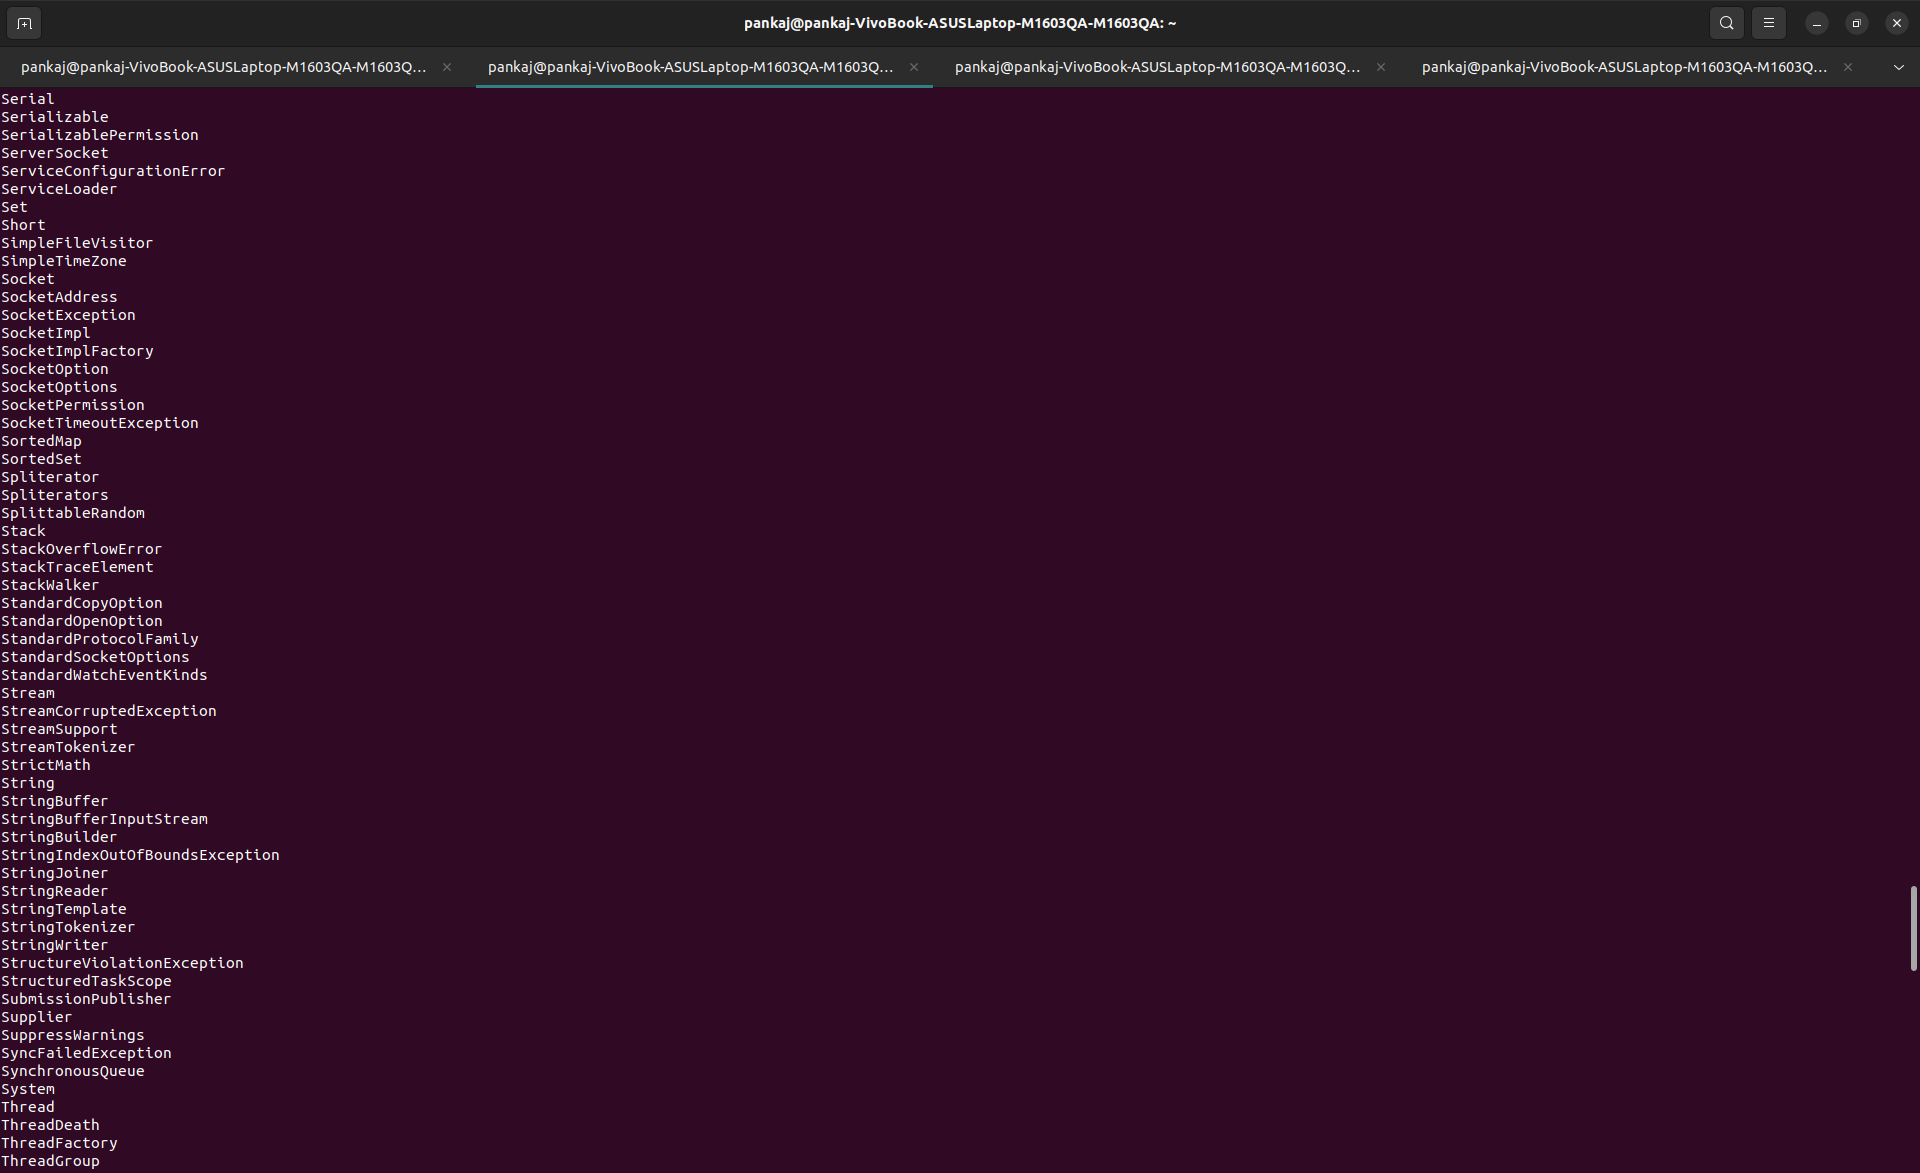 pankaj@pankaj-VivoBook-ASUSLaptop-M1603QA-M1603QA: ~
pankaj@pankaj-VivoBook-ASUSLaptop-M1603QA-M1603Q... pankaj@pankaj-VivoBook-ASUSLaptop-M1603QA-M1603Q... pankaj@pankaj-VivoBook-ASUSLaptop-M1603QA-M1603Q... pankaj@pankaj-VivoBook-ASUSLaptop-M1603QA-M1603Q...
Serial
Serializable
SerializablePermission
ServerSocket
ServiceConfigurationError
ServiceLoader
Set
Short
SimpleFileVisitor
SimpleTimeZone
Socket
SocketAddress
SocketException
SocketImpl
SocketImplFactory
SocketOption
SocketOptions
SocketPermission
SocketTimeoutException
SortedMap
SortedSet
Spliterator
Spliterators
SplittableRandom
Stack
StackOverflowError
StackTraceElement
StackWalker
StandardCopyOption
StandardOpenOption
StandardProtocolFamily
StandardSocketOptions
StandardWatchEventKinds
Stream
StreamCorruptedException
StreamSupport
StreamTokenizer
StrictMath
String
StringBuffer
StringBufferInputStream
StringBuilder
StringIndexOutOfBoundsException
StringJoiner
StringReader
StringTemplate
StringTokenizer
StringWriter
StructureViolationException
StructuredTaskScope
SubmissionPublisher
Supplier
SuppressWarnings
SyncFailedException
SynchronousQueue
System
Thread
ThreadDeath
ThreadFactory
ThreadGroup